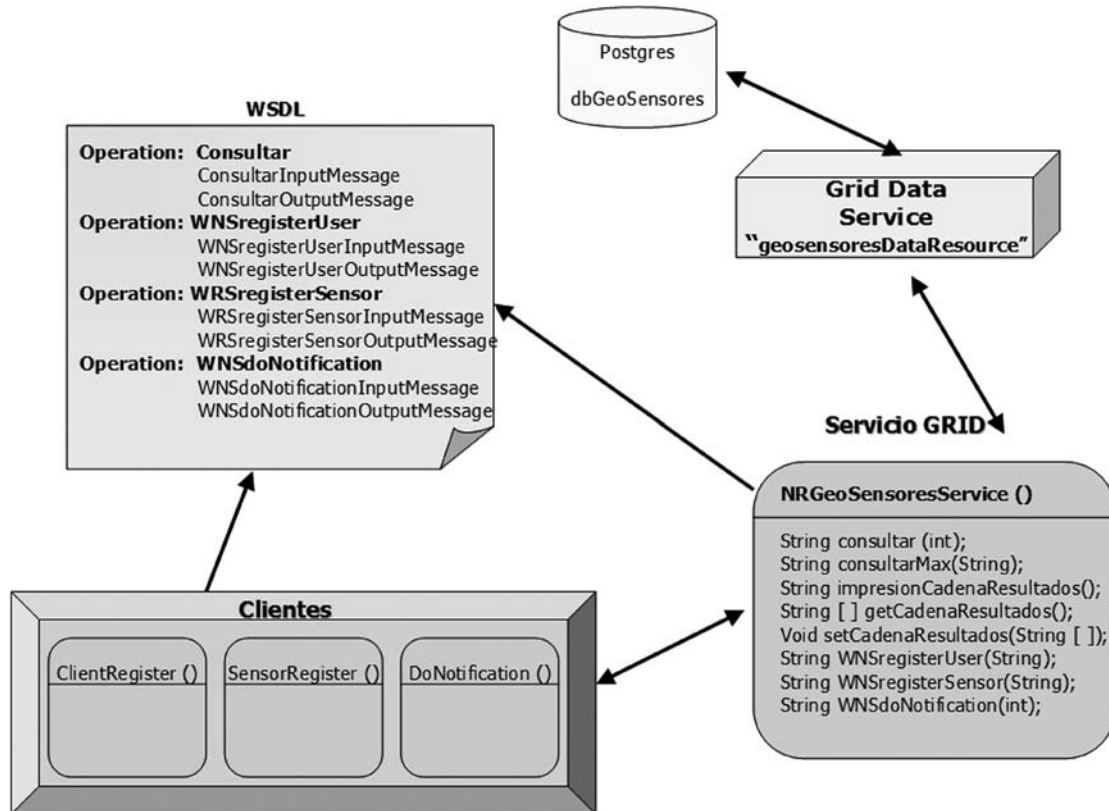 Postgres
dbGeoSensores
WSDL
Operation: Consultar
ConsultarInputMessage
ConsultarOutputMessage
Operation: WNSregisterUser
WNSregisterUserInputMessage
WNSregisterUserOutputMessage
Operation: WRSregisterSensor
WRSregisterSensorInputMessage
WRSregisterSensorOutputMessage
Operation: WNSdoNotification
WNSdoNotificationInputMessage
WNSdoNotificationOutputMessage
Grid Data
Service
“geosensoresDataResource”
Servicio GRID
NRGeoSensoresService ()
String consultar (int);
String consultarMax(String);
String impresionCadenaResultados();
String [ ] getCadenaResultados();
Void setCadenaResultados(String [ ]);
String WNSregisterUser(String);
String WNSregisterSensor(String);
String WNSdoNotification(int);
Clientes
ClientRegister ()
SensorRegister ()
DoNotification ()